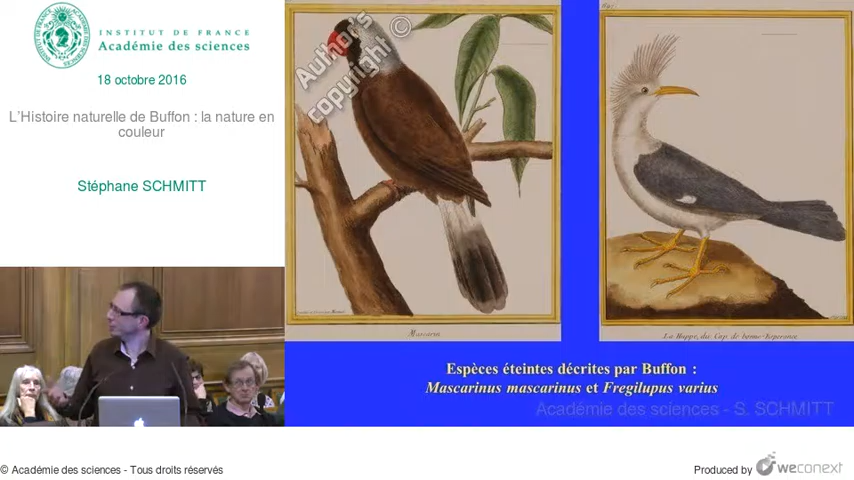 INSTITUT DE FRANCE
Académie des sciences
18 octobre 2016
L'Histoire naturelle de Buffon : la nature en
couleur
Stéphane SCHMITT
Author's
copyright ©
La Huppe, du Cap de bonne-Esperance
Espèces éteintes décrites par Buffon :
Mascarinus mascarinus et Fregilupus varius
Académie des sciences - S. SCHMITT
© Académie des sciences - Tous droits réservés
Produced by weconext